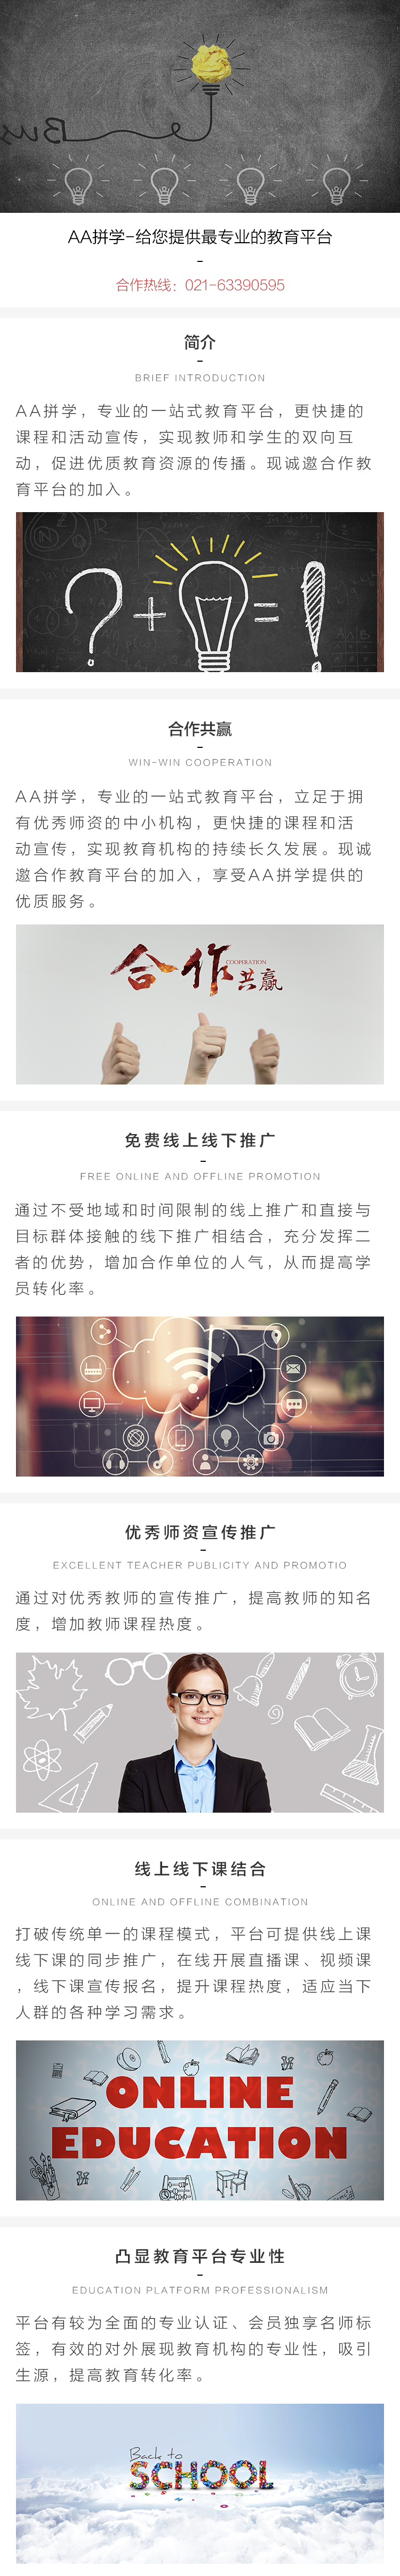 Bus
AA拼学-给您提供最专业的教育平台
-
合作热线：021-63390595
简介
-
BRIEF INTRODUCTION
AA拼学，专业的一站式教育平台，更快捷的
课程和活动宣传，实现教师和学生的双向互
动，促进优质教育资源的传播。现诚邀合作教
育平台的加入。
? + = !
合作共赢
-
WIN-WIN COOPERATION
AA拼学，专业的一站式教育平台，立足于拥
有优秀师资的中小机构，更快捷的课程和活
动宣传，实现教育机构的持续长久发展。现诚
邀合作教育平台的加入，享受AA拼学提供的
优质服务。
合作
COOPERATION
共赢
免费线上线下推广
-
FREE ONLINE AND OFFLINE PROMOTION
通过不受地域和时间限制的线上推广和直接与
目标群体接触的线下推广相结合，充分发挥二
者的优势，增加合作单位的人气，从而提高学
员转化率。
优秀师资宣传推广
-
EXCELLENT TEACHER PUBLICITY AND PROMOTIO
通过对优秀教师的宣传推广，提高教师的知名
度，增加教师课程热度。
线上线下课结合
-
ONLINE AND OFFLINE COMBINATION
打破传统单一的课程模式，平台可提供线上课
线下课的同步推广，在线开展直播课、视频课
，线下课宣传报名，提升课程热度，适应当下
人群的各种学习需求。
ONLINE
EDUCATION
凸显教育平台专业性
-
EDUCATION PLATFORM PROFESSIONALISM
平台有较为全面的专业认证、会员独享名师标
签，有效的对外展现教育机构的专业性，吸引
生源，提高教育转化率。
Back to
SCHOOL